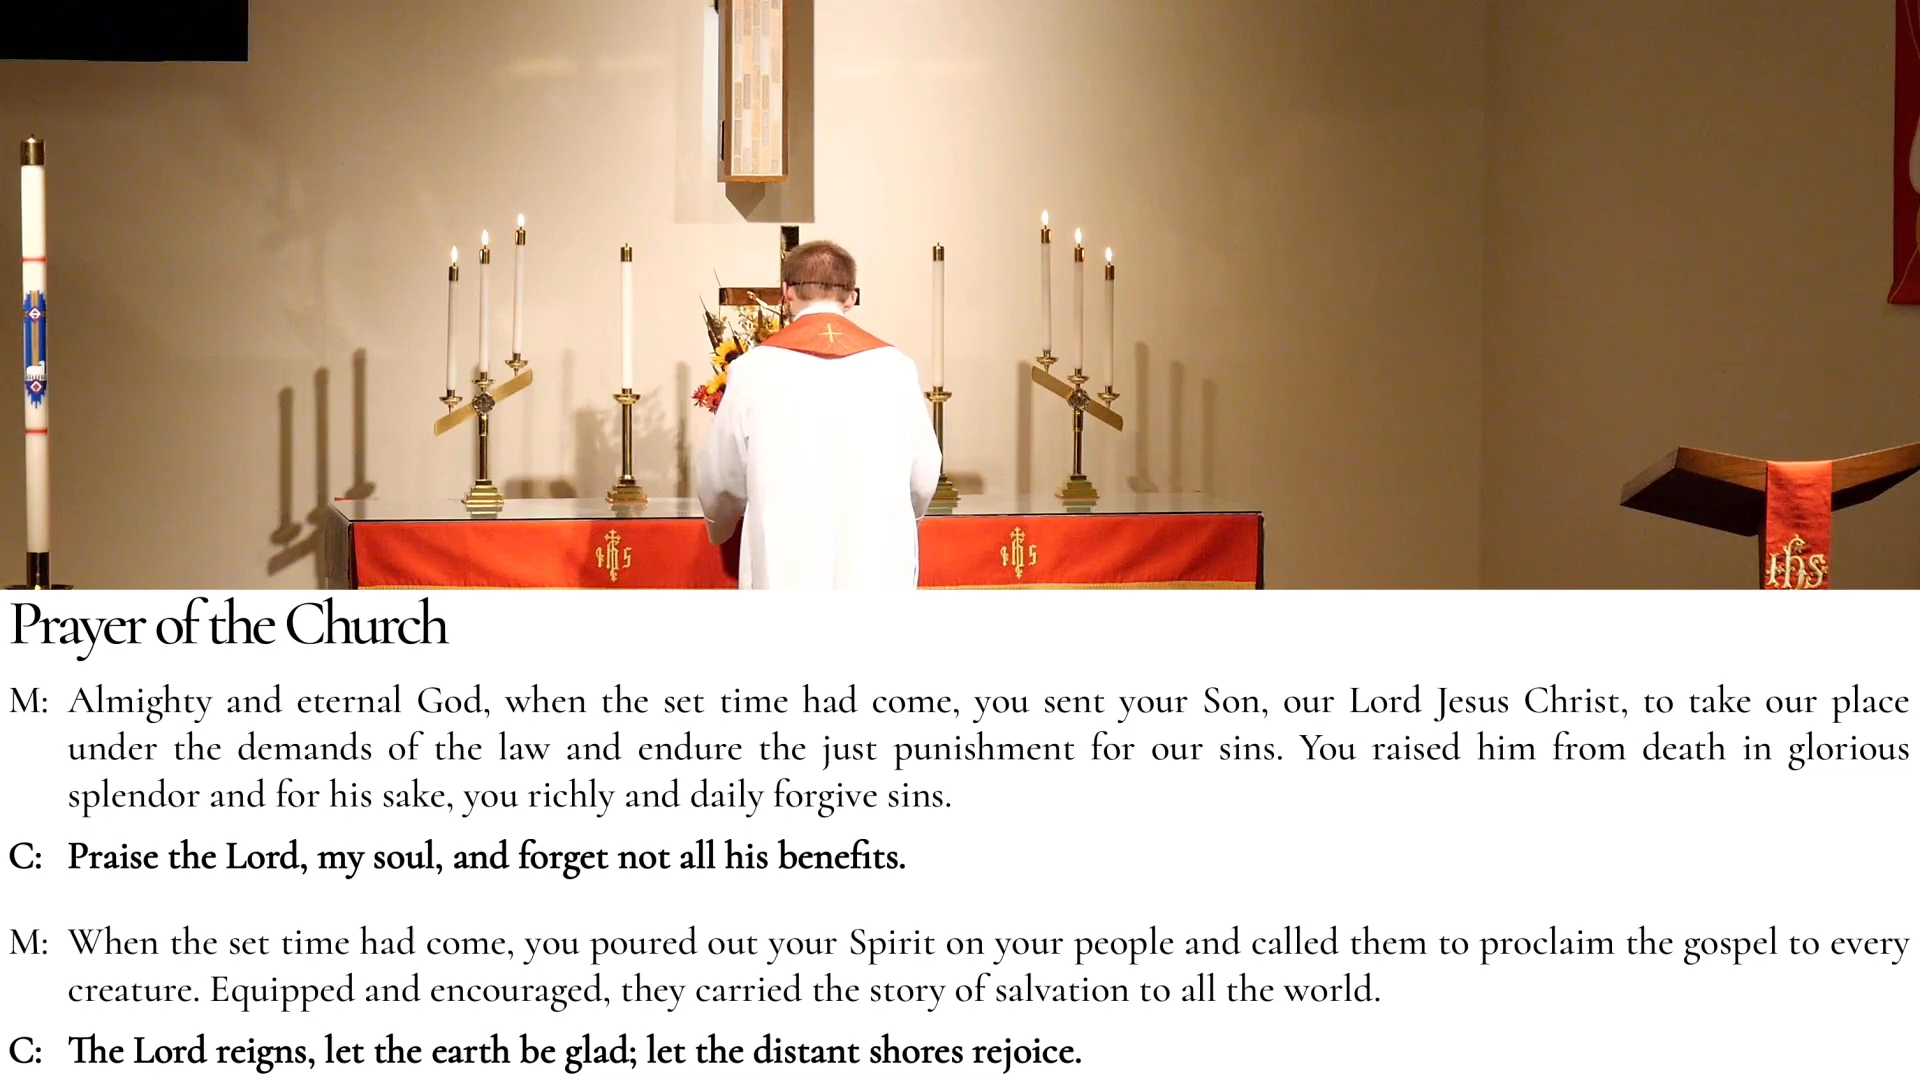 IHS
IHS
IHS
Prayer of the Church
M: Almighty and eternal God, when the set time had come, you sent your Son, our Lord Jesus Christ, to take our place
under the demands of the law and endure the just punishment for our sins. You raised him from death in glorious
splendor and for his sake, you richly and daily forgive sins.
C: Praise the Lord, my soul, and forget not all his benefits.
M: When the set time had come, you poured out your Spirit on your people and called them to proclaim the gospel to every
creature. Equipped and encouraged, they carried the story of salvation to all the world.
C: The Lord reigns, let the earth be glad; let the distant shores rejoice.